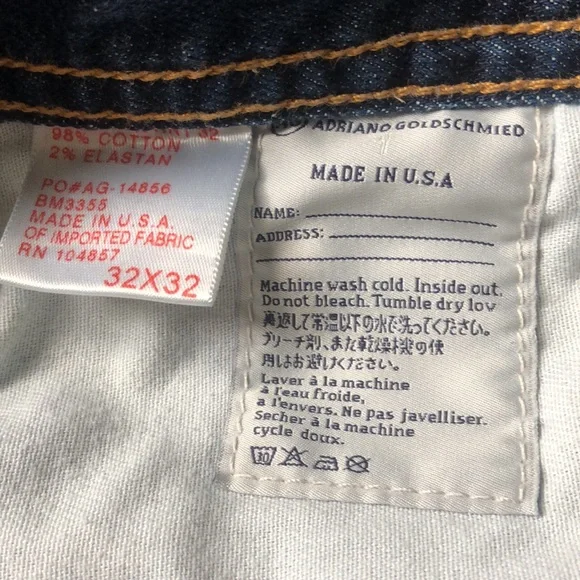 98% COTTON
2% ELASTAN
PO#AG-14856
BM3355
MADE IN U.S.A.
OF IMPORTED FABRIC
RN 104857
32X32
ADRIANO GOLDSCHMIED
MADE IN U.S.A
NAME:
ADDRESS:
Machine wash cold. Inside out.
Do not bleach. Tumble dry low
裏返して常温以下の水で洗ってください。
ブリーチ剤、また乾燥機の使
用はお避けください。
Laver à la machine
à l'eau froide,
a l'envers. Ne pas javelliser.
Secher à la machine
cycle doux.
30